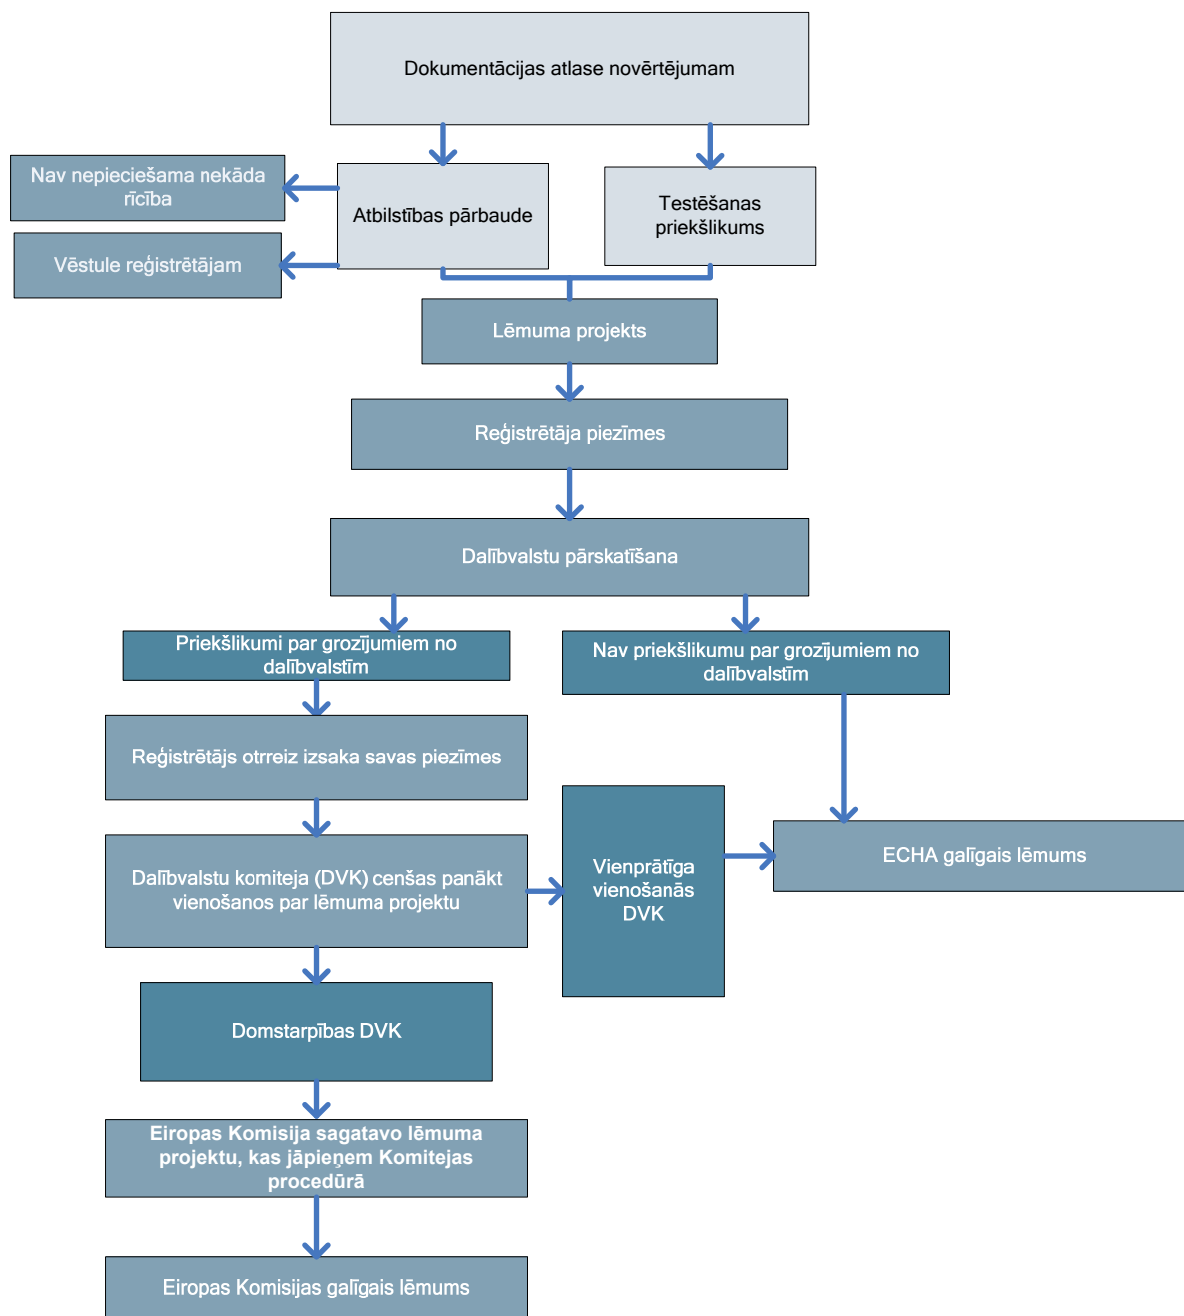 Dokumentācijas atlase novērtējumam
Nav nepieciešama nekāda
rīcība
Atbilstības pārbaude
Testēšanas
priekšlikums
Vēstule reģistrētājam
Lēmuma projekts
Reģistrētāja piezīmes
Dalībvalstu pārskatīšana
Priekšlikumi par grozījumiem no
dalībvalstīm
Nav priekšlikumu par grozījumiem no
dalībvalstīm
Reģistrētājs otrreiz izsaka savas piezīmes
Dalībvalstu komiteja (DVK) cenšas panākt
vienošanos par lēmuma projektu
Vienprātīga
vienošanās
DVK
ECHA galīgais lēmums
Domstarpības DVK
Eiropas Komisija sagatavo lēmuma
projektu, kas jāpieņem Komitejas
procedūrā
Eiropas Komisijas galīgais lēmums